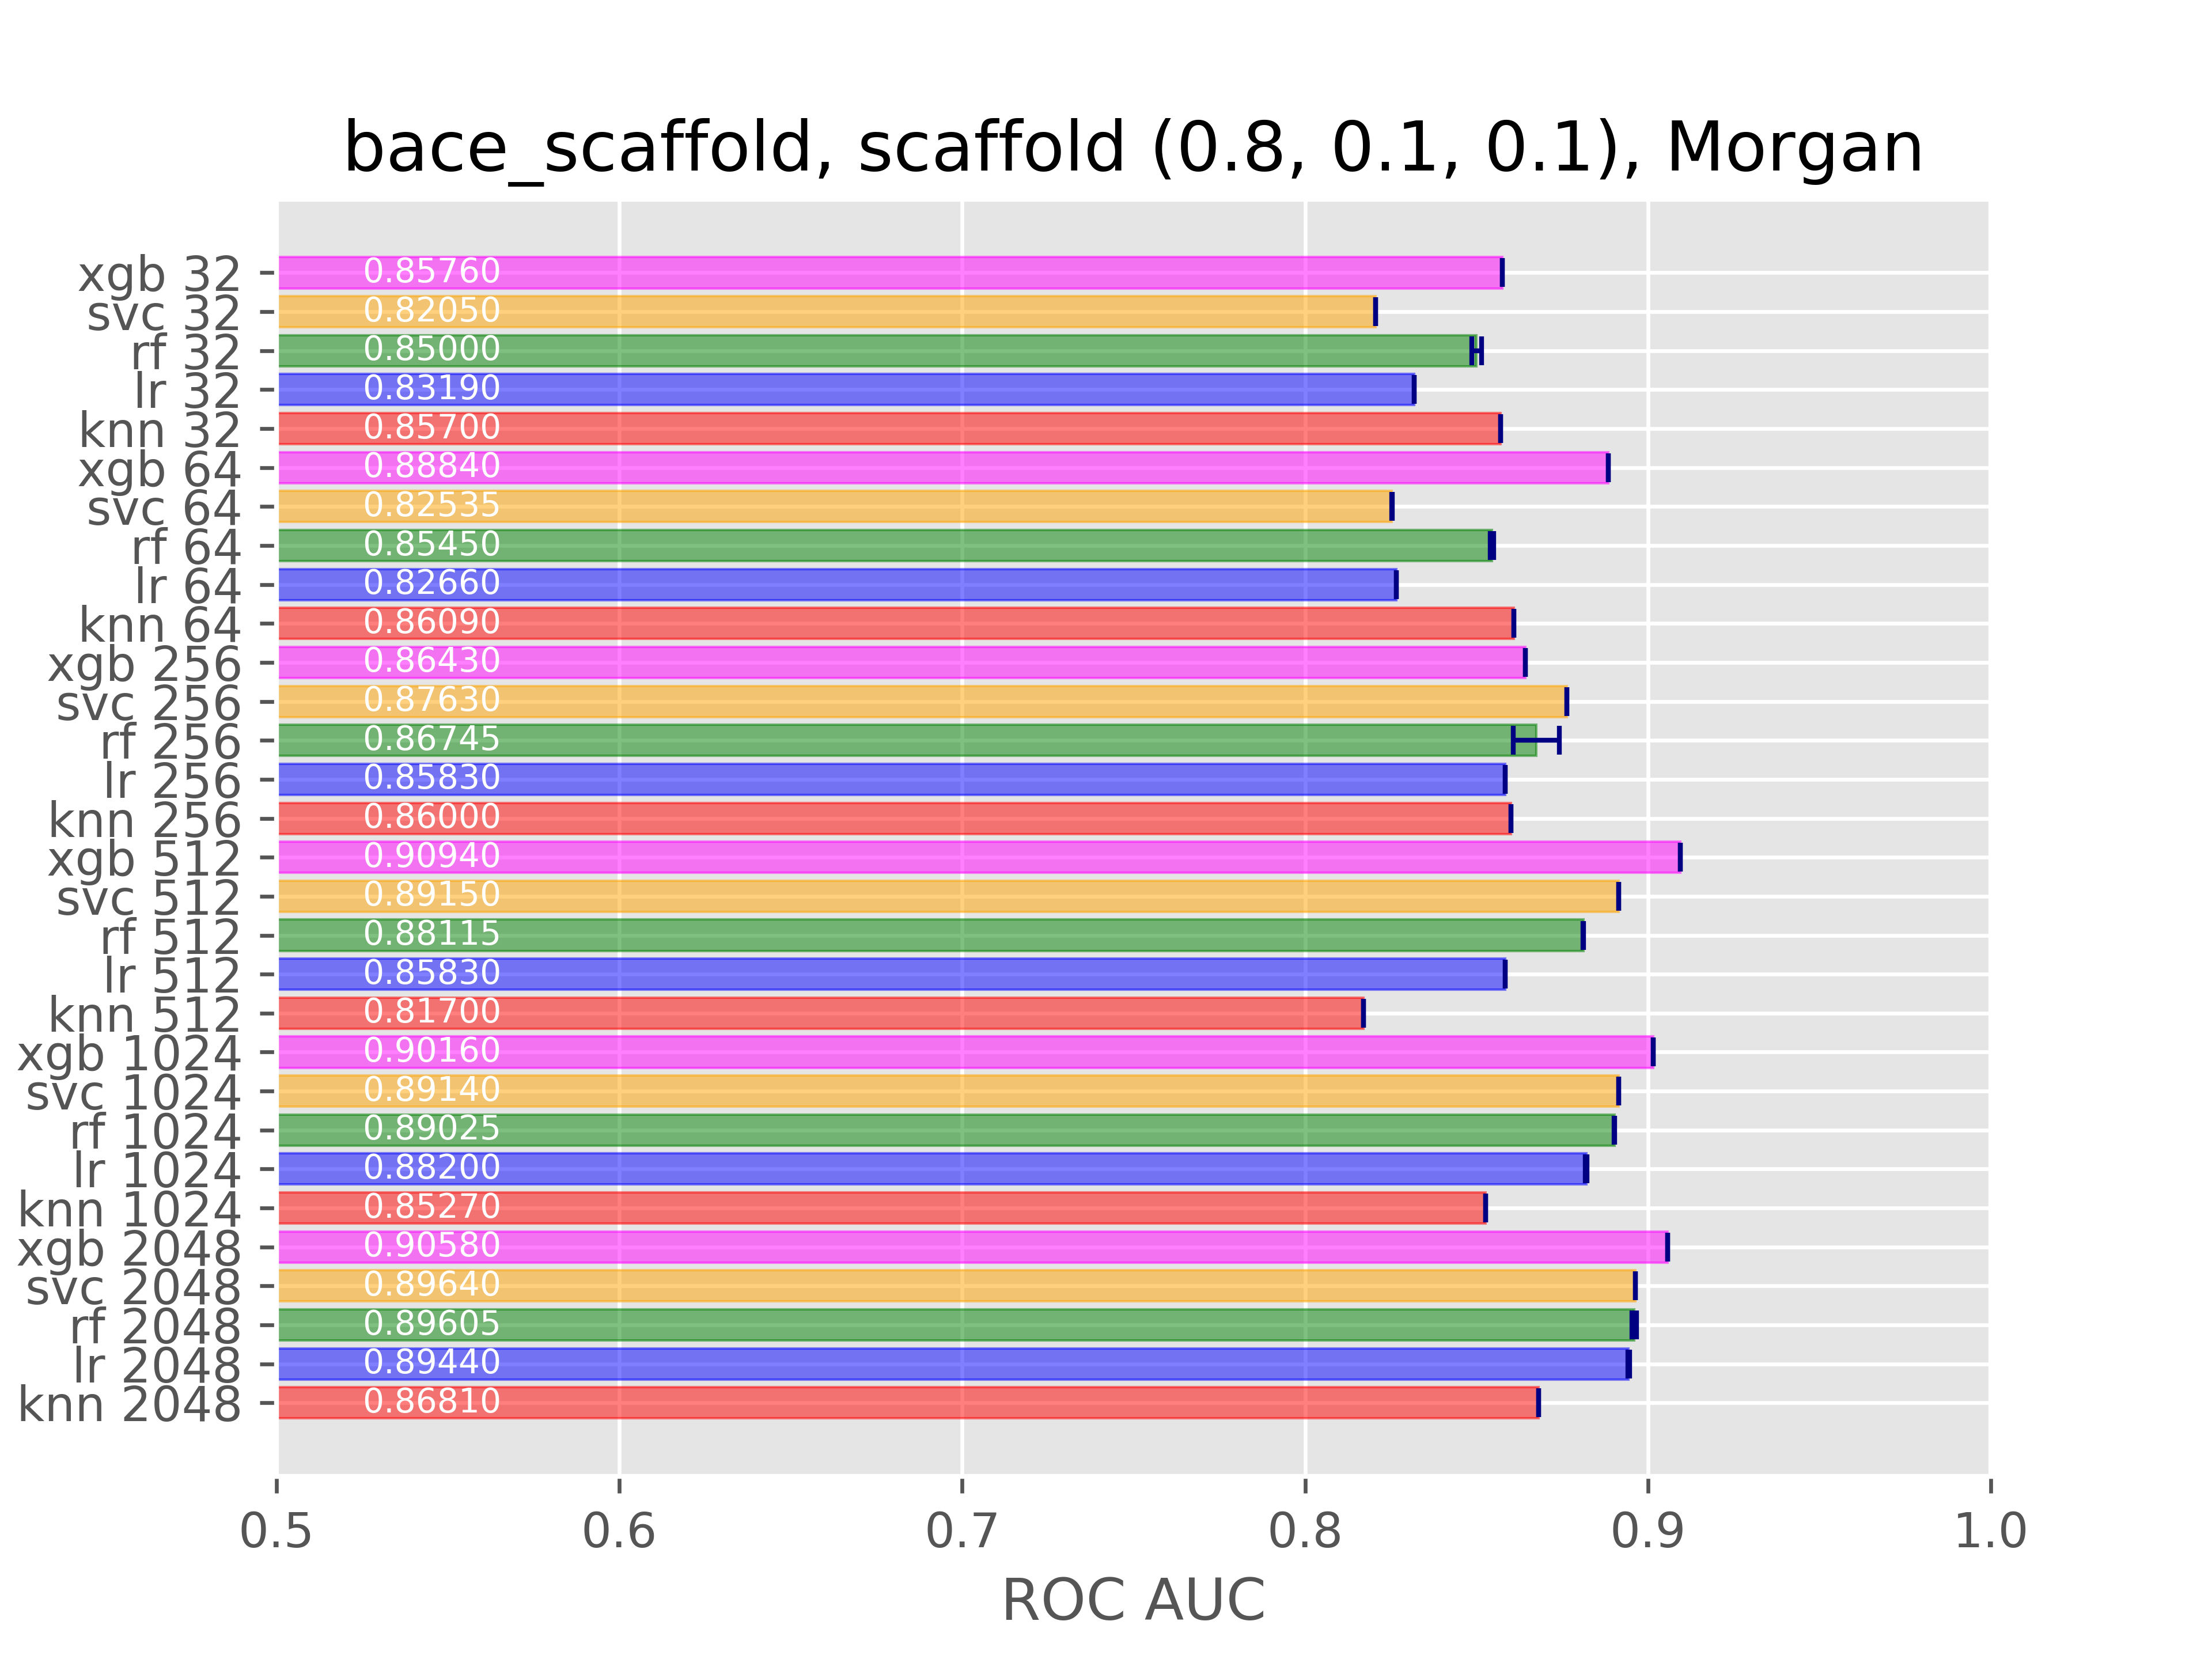 bace_scaffold, scaffold (0.8, 0.1, 0.1), Morgan
xgb 32 0.85760
svc 32 0.82050
rf 32 0.85000
lr 32 0.83190
knn 32 0.85700
xgb 64 0.88840
svc 64 0.82535
rf 64 0.85450
lr 64 0.82660
knn 64 0.86090
xgb 256 0.86430
svc 256 0.87630
rf 256 0.86745
lr 256 0.85830
knn 256 0.86000
xgb 512 0.90940
svc 512 0.89150
rf 512 0.88115
lr 512 0.85830
knn 512 0.81700
xgb 1024 0.90160
svc 1024 0.89140
rf 1024 0.89025
lr 1024 0.88200
knn 1024 0.85270
xgb 2048 0.90580
svc 2048 0.89640
rf 2048 0.89605
lr 2048 0.89440
knn 2048 0.86810
0.5 0.6 0.7 0.8 0.9 1.0
ROC AUC